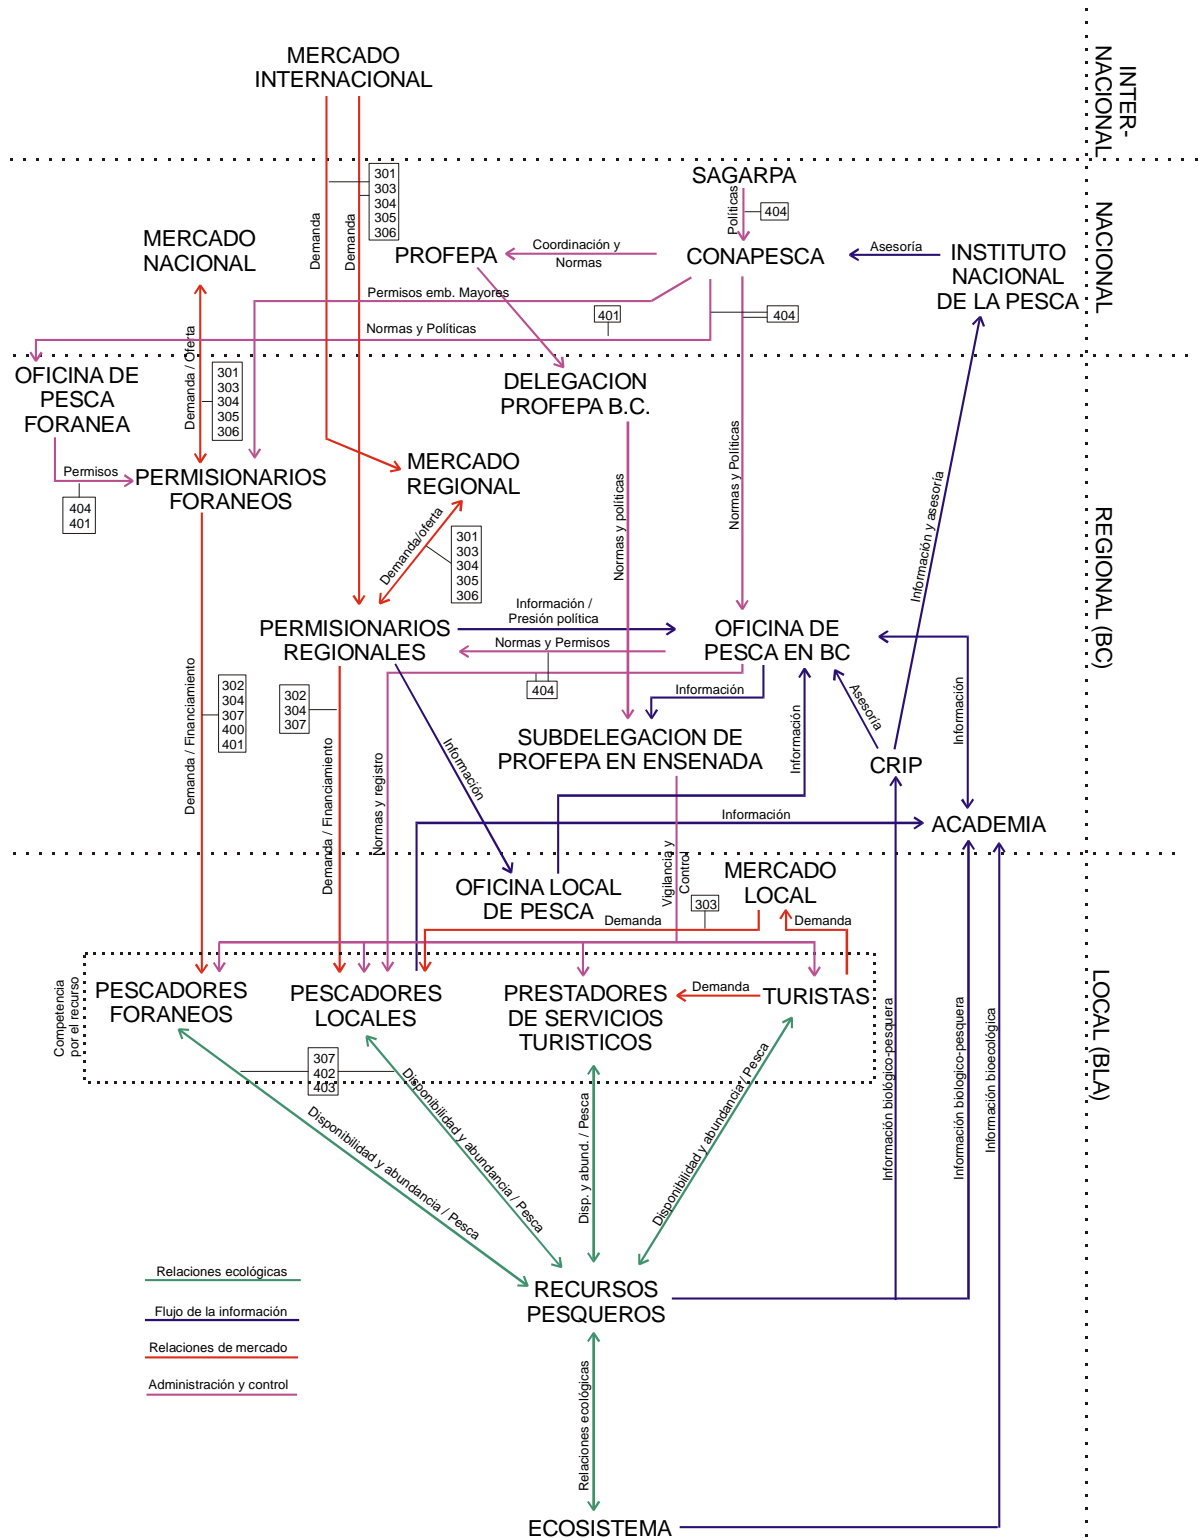 MERCADO
INTERNACIONAL
INTER-
NACIONAL
301
303
304
305
306
Demanda
Demanda
SAGARPA
Políticas
404
NACIONAL
MERCADO
NACIONAL
PROFEPA
Coordinación y
Normas
CONAPESCA
Asesoría
INSTITUTO
NACIONAL
DE LA PESCA
Permisos emb. Mayores
Normas y Políticas
401
404
OFICINA DE
PESCA
FORANEA
Demanda / Oferta
301
303
304
305
306
DELEGACION
PROFEPA B.C.
Permisos
404
401
PERMISIONARIOS
FORANEOS
MERCADO
REGIONAL
Demanda/oferta
301
303
304
305
306
Normas y políticas
Normas y Políticas
Información y asesoría
REGIONAL (BC)
PERMISIONARIOS
REGIONALES
Información /
Presión política
Normas y Permisos
404
OFICINA DE
PESCA EN BC
302
304
307
400
401
302
304
307
Demanda / Financiamiento
Demanda / Financiamiento
Normas y registro
Información
Información
SUBDELEGACION DE
PROFEPA EN ENSENADA
Información
Asesoría
CRIP
Información
Información
ACADEMIA
OFICINA LOCAL
DE PESCA
Vigilancia y
Control
MERCADO
LOCAL
303
Demanda
Demanda
Competencia
por el recurso
PESCADORES
FORANEOS
PESCADORES
LOCALES
PRESTADORES
DE SERVICIOS
TURISTICOS
Demanda
TURISTAS
307
402
403
LOCAL (BLA)
Disponibilidad y abundancia / Pesca
Disponibilidad y abundancia / Pesca
Disp. y abund. / Pesca
Disponibilidad y abundancia / Pesca
Información biológico-pesquera
Información biologico-pesquera
Información bioecológica
RECURSOS
PESQUEROS
Relaciones ecológicas
Flujo de la información
Relaciones de mercado
Administración y control
Relaciones ecológicas
ECOSISTEMA